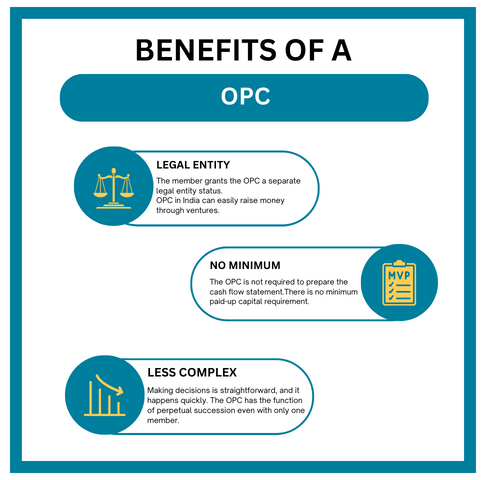 BENEFITS OF A
OPC
LEGAL ENTITY
The member grants the OPC a separate
legal entity status.
OPC in India can easily raise money
through ventures.
NO MINIMUM
The OPC is not required to prepare the
cash flow statement.There is no minimum
paid-up capital requirement.
MVP
LESS COMPLEX
Making decisions is straightforward, and it
happens quickly. The OPC has the function
of perpetual succession even with only one
member.